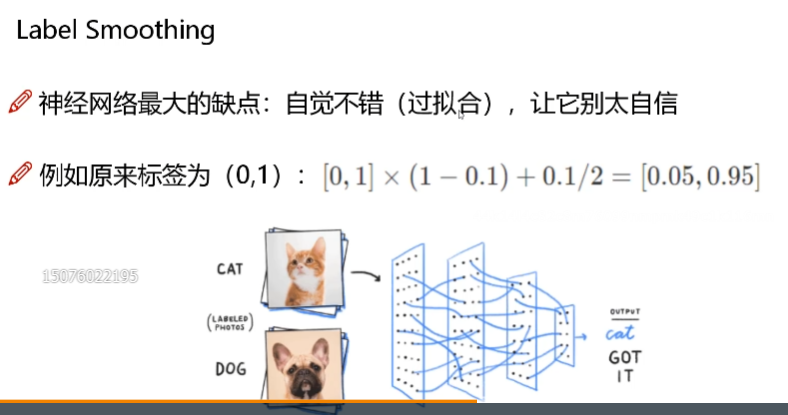 Label Smoothing
神经网络最大的缺点：自觉不错（过拟合），让它别太自信
例如原来标签为（0,1）：[0, 1] × (1 − 0.1) + 0.1/2 = [0.05, 0.95]
15076022195
CAT
(LABELED
PHOTOS)
DOG
OUTPUT
cat
GOT
IT